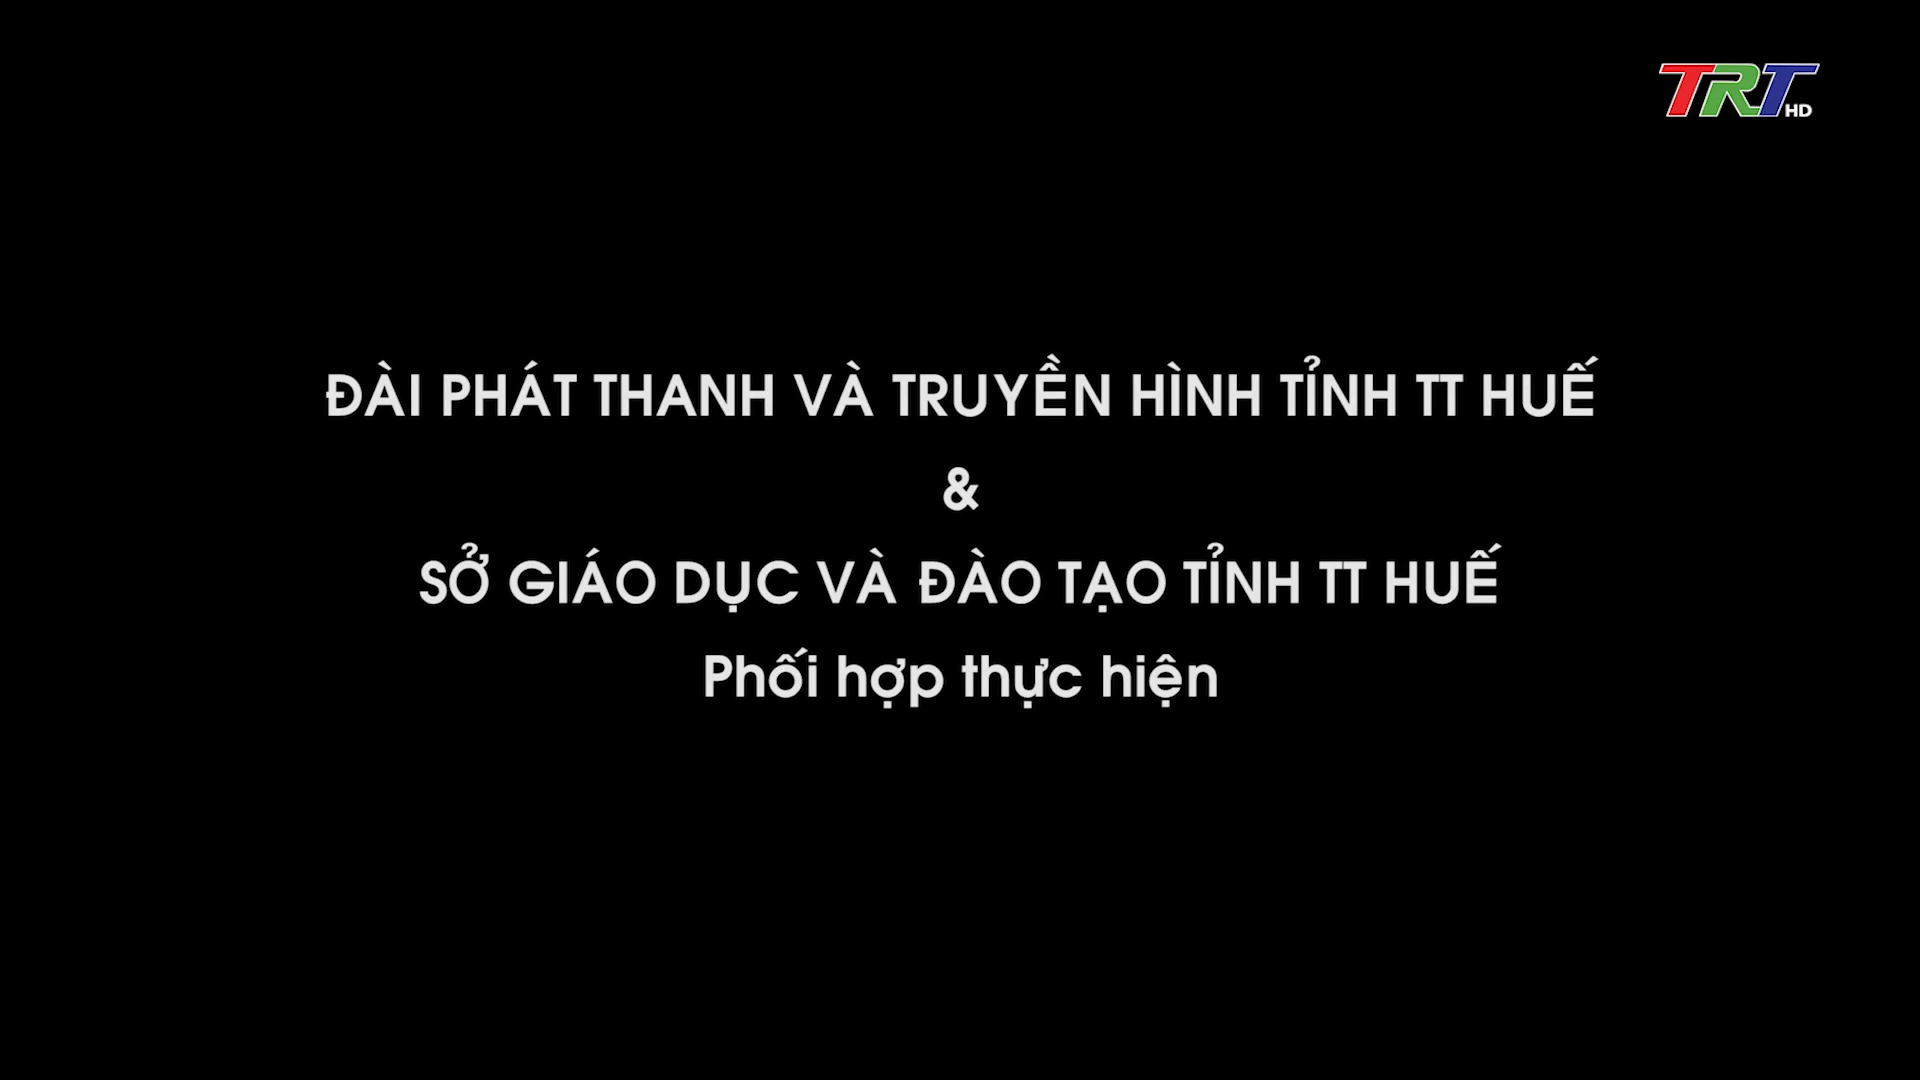 TRT HD
ĐÀI PHÁT THANH VÀ TRUYỀN HÌNH TỈNH TT HUẾ
&
SỞ GIÁO DỤC VÀ ĐÀO TẠO TỈNH TT HUẾ
Phối hợp thực hiện